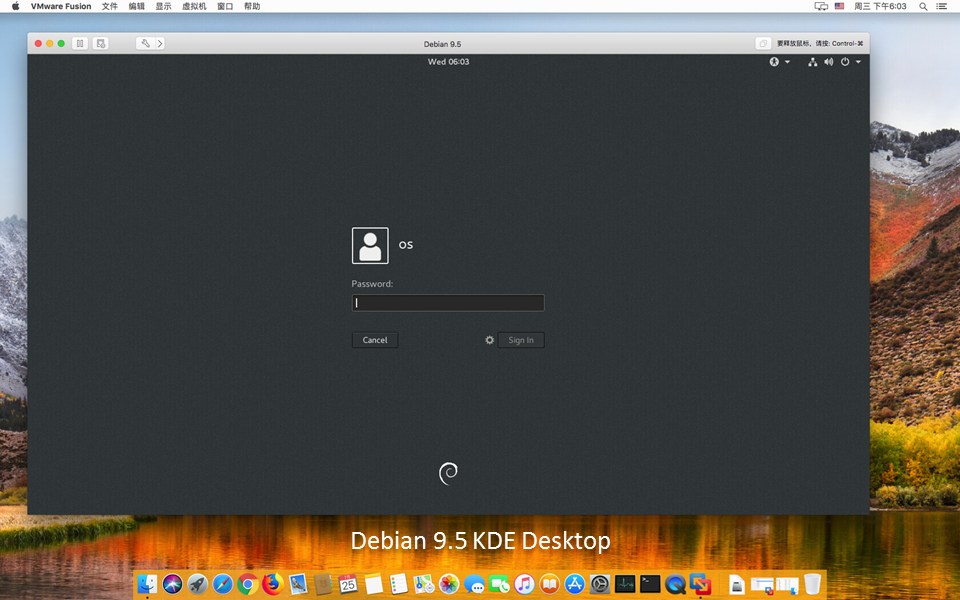 VMware Fusion 文件 编辑 显示 虚拟机 窗口 帮助 周三 下午6:03
Debian 9.5 要释放鼠标，请按: Control-⌘
Wed 06:03
os
Password:
Cancel Sign In
Debian 9.5 KDE Desktop
25